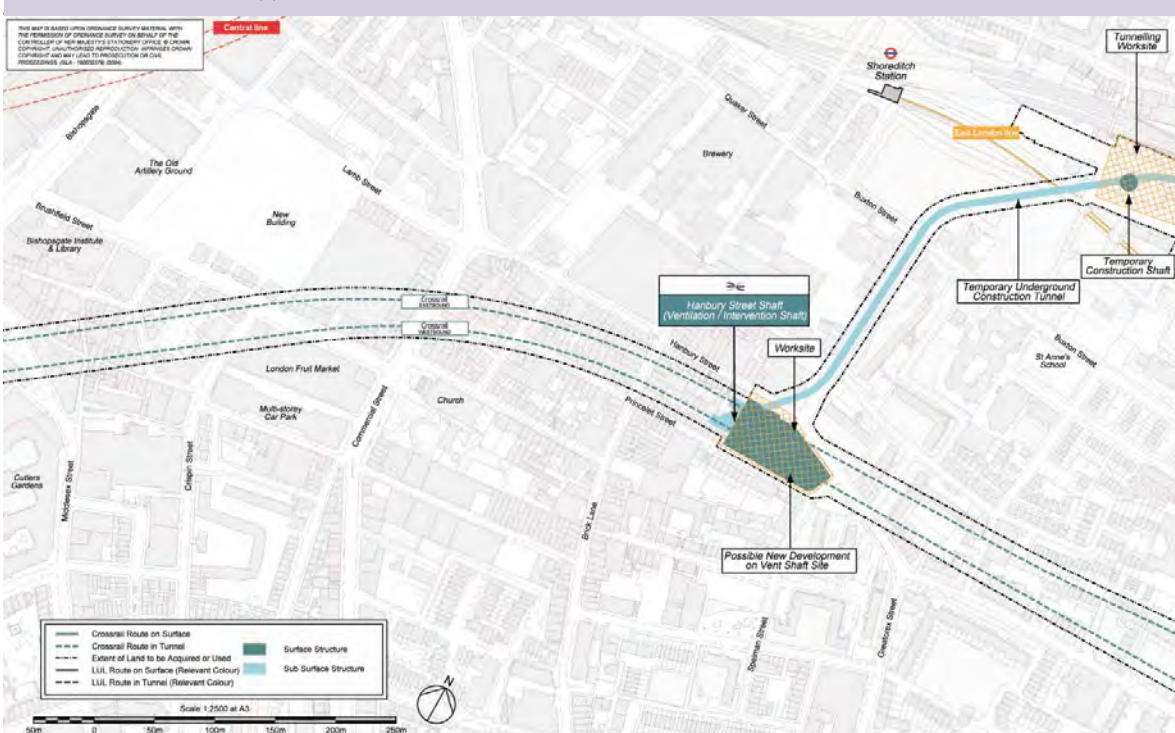 THIS MAP IS BASED UPON ORDNANCE SURVEY MATERIAL WITH
THE PERMISSION OF ORDNANCE SURVEY ON BEHALF OF THE
CONTROLLER OF HER MAJESTY'S STATIONERY OFFICE © CROWN
COPYRIGHT. UNAUTHORISED REPRODUCTION INFRINGES CROWN
COPYRIGHT AND MAY LEAD TO PROSECUTION OR CIVIL
PROCEEDINGS.
Central line
Tunnelling
Worksite
Shoreditch
Station
East London line
Bishopsgate
Quaker Street
Brewery
The Old
Artillery Ground
Lamb Street
New
Building
Brushfield Street
Bishopsgate Institute
& Library
Buxton Street
Temporary
Construction Shaft
Temporary Underground
Construction Tunnel
Hanbury Street Shaft
(Ventilation / Intervention Shaft)
Crossrail
EASTBOUND
Crossrail
WESTBOUND
Worksite
Hanbury Street
Buxton Street
St Anne's
School
London Fruit Market
Multi-storey
Car Park
Church
Commercial Street
Princelet Street
Crispin Street
Middlesex Street
Cutlers
Gardens
Brick Lane
Possible New Development
on Vent Shaft Site
Spelman Street
Greatorex Street
Crossrail Route on Surface
Crossrail Route in Tunnel
Extent of Land to be Acquired or Used
LUL Route on Surface (Relevant Colour)
LUL Route in Tunnel (Relevant Colour)
Surface Structure
Sub Surface Structure
N
Scale 1:2500 at A3
50m 0 50m 100m 150m 200m 250m